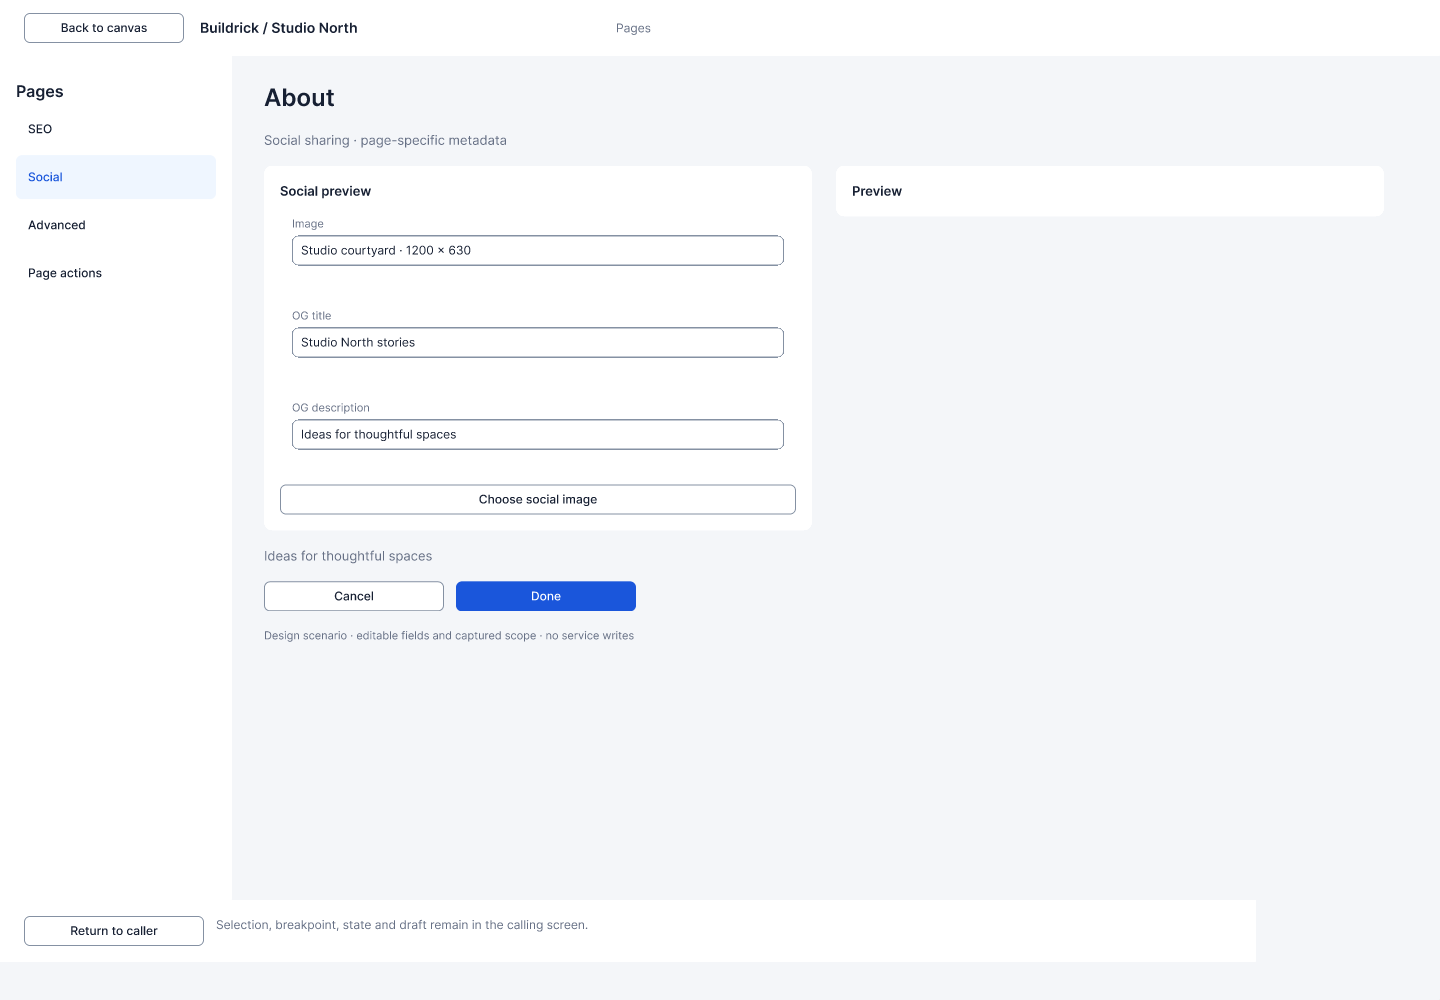 Back to canvas
Buildrick / Studio North
Pages
Pages
SEO
Social
Advanced
Page actions
About
Social sharing · page-specific metadata
Social preview
Image
Studio courtyard · 1200 × 630
OG title
Studio North stories
OG description
Ideas for thoughtful spaces
Choose social image
Preview
Ideas for thoughtful spaces
Cancel
Done
Design scenario · editable fields and captured scope · no service writes
Return to caller
Selection, breakpoint, state and draft remain in the calling screen.